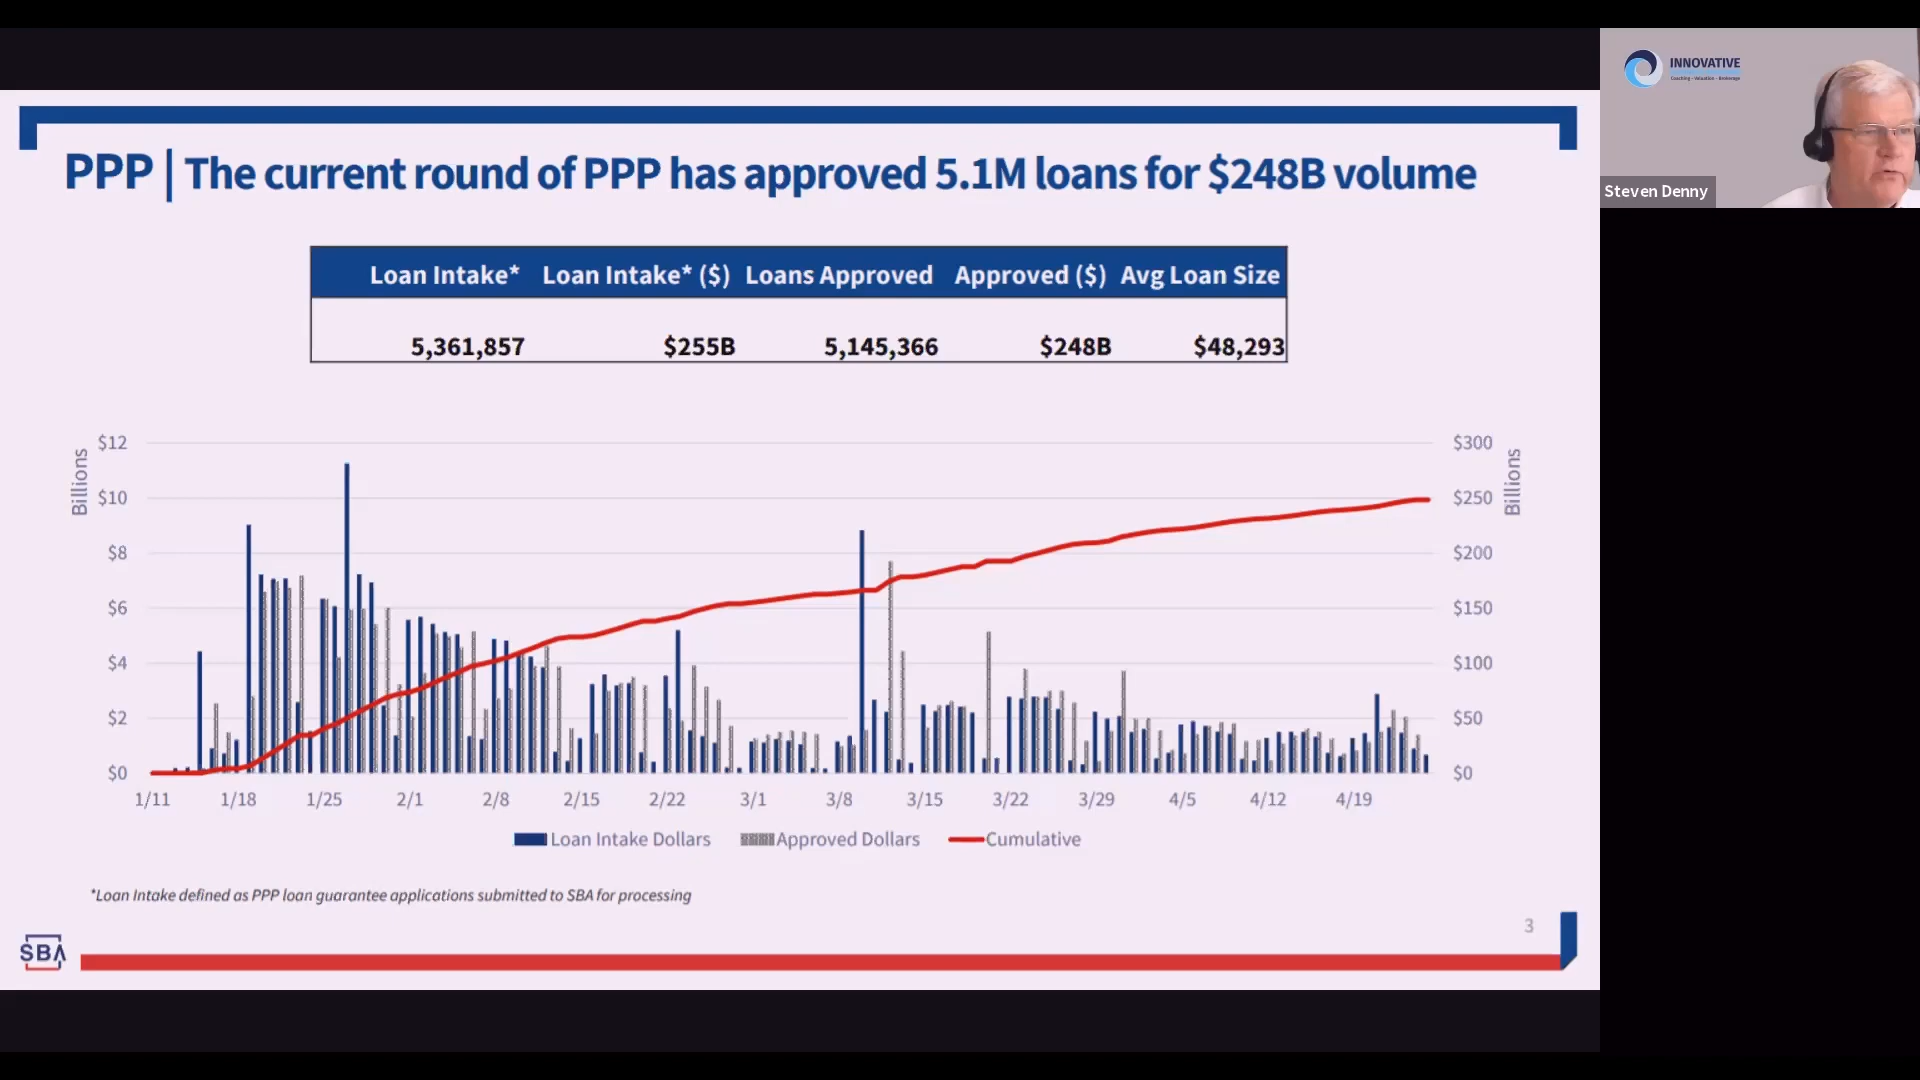 INNOVATIVE
Coaching - Valuation - Brokerage
Steven Denny
PPP | The current round of PPP has approved 5.1M loans for $248B volume
Loan Intake* Loan Intake* ($) Loans Approved Approved ($) Avg Loan Size
5,361,857 $255B 5,145,366 $248B $48,293
Billions
$12
$10
$8
$6
$4
$2
$0
$300
$250
$200
$150
$100
$50
$0
Billions
1/11 1/18 1/25 2/1 2/8 2/15 2/22 3/1 3/8 3/15 3/22 3/29 4/5 4/12 4/19
Loan Intake Dollars Approved Dollars Cumulative
*Loan Intake defined as PPP loan guarantee applications submitted to SBA for processing
3
SBA